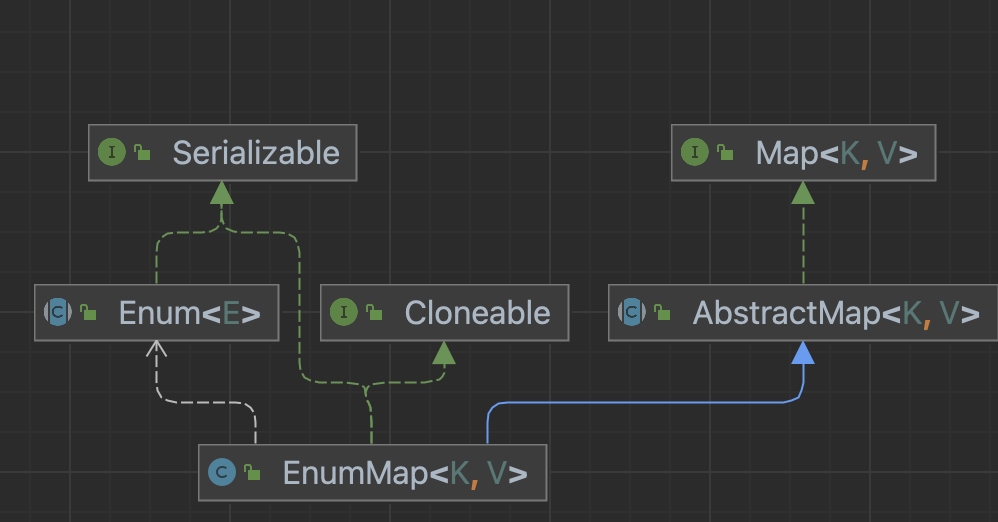 I Serializable
I Map<K, V>
C Enum<E>
I Cloneable
C AbstractMap<K, V>
C EnumMap<K, V>